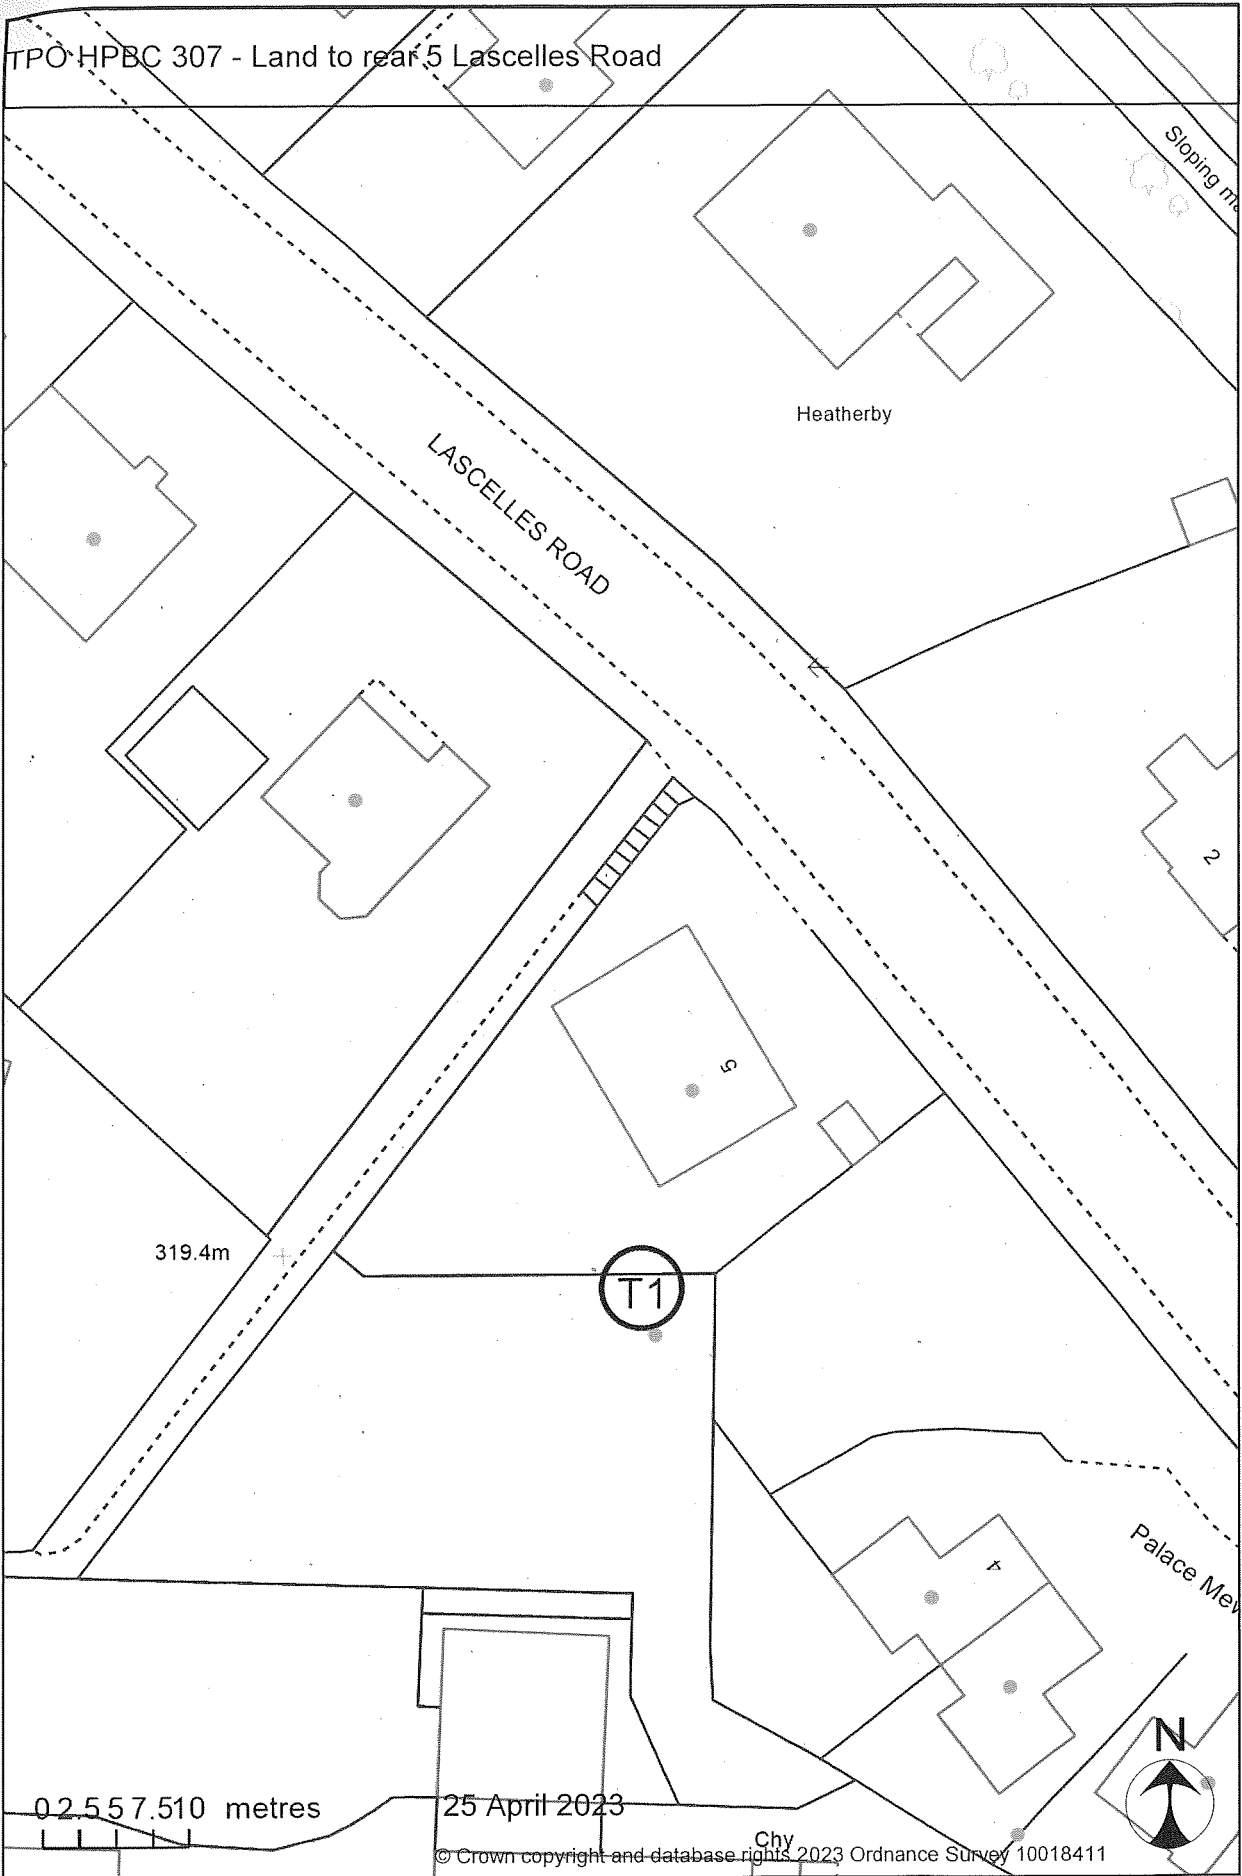 TPO HPBC 307 - Land to rear 5 Lascelles Road
Sloping
Heatherby
LASCELLES ROAD
2
5
319.4m
T1
4
Palace
N
0 2.5 5 7.5 10 metres
25 April 2023
Chy
© Crown copyright and database rights 2023 Ordnance Survey 10018411